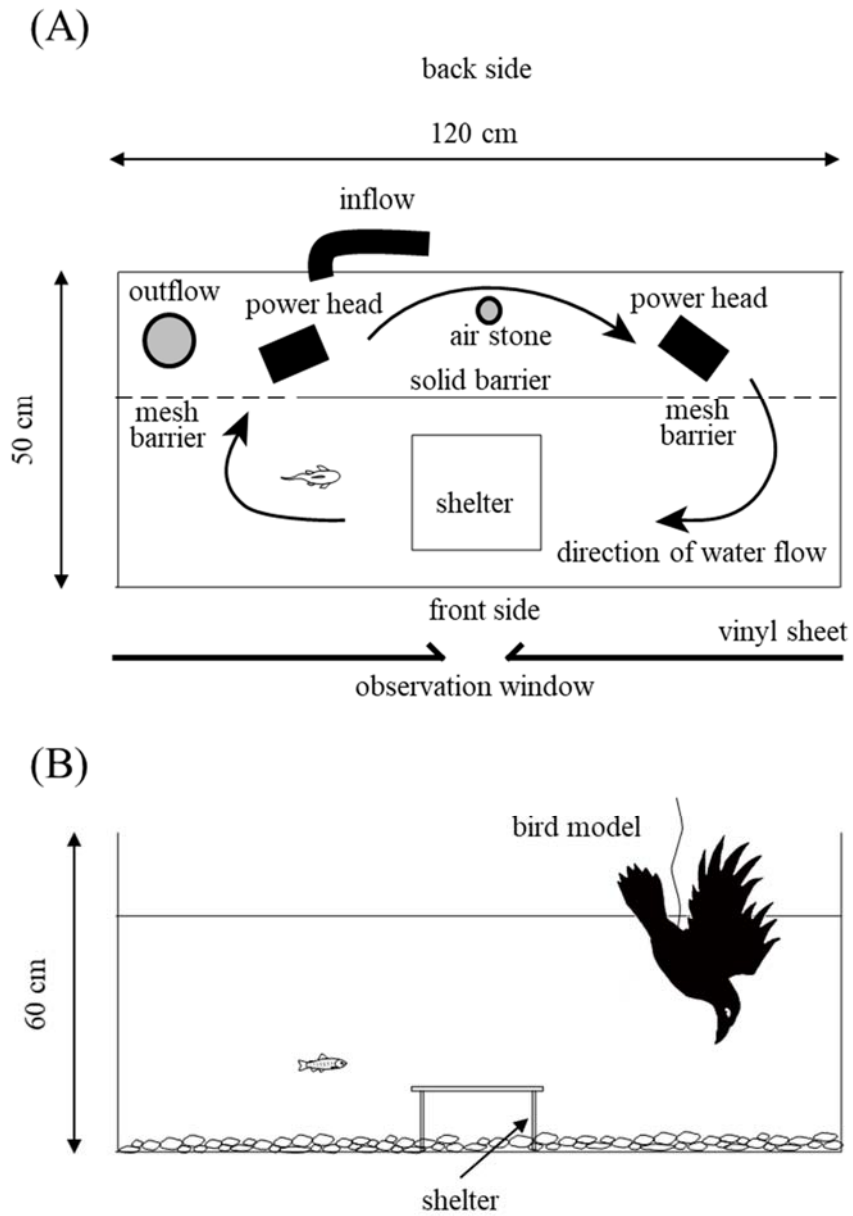 (A)
back side
120 cm
inflow
outflow
power head
power head
air stone
solid barrier
mesh
barrier
mesh
barrier
50 cm
shelter
direction of water flow
front side
vinyl sheet
observation window
(B)
bird model
60 cm
shelter